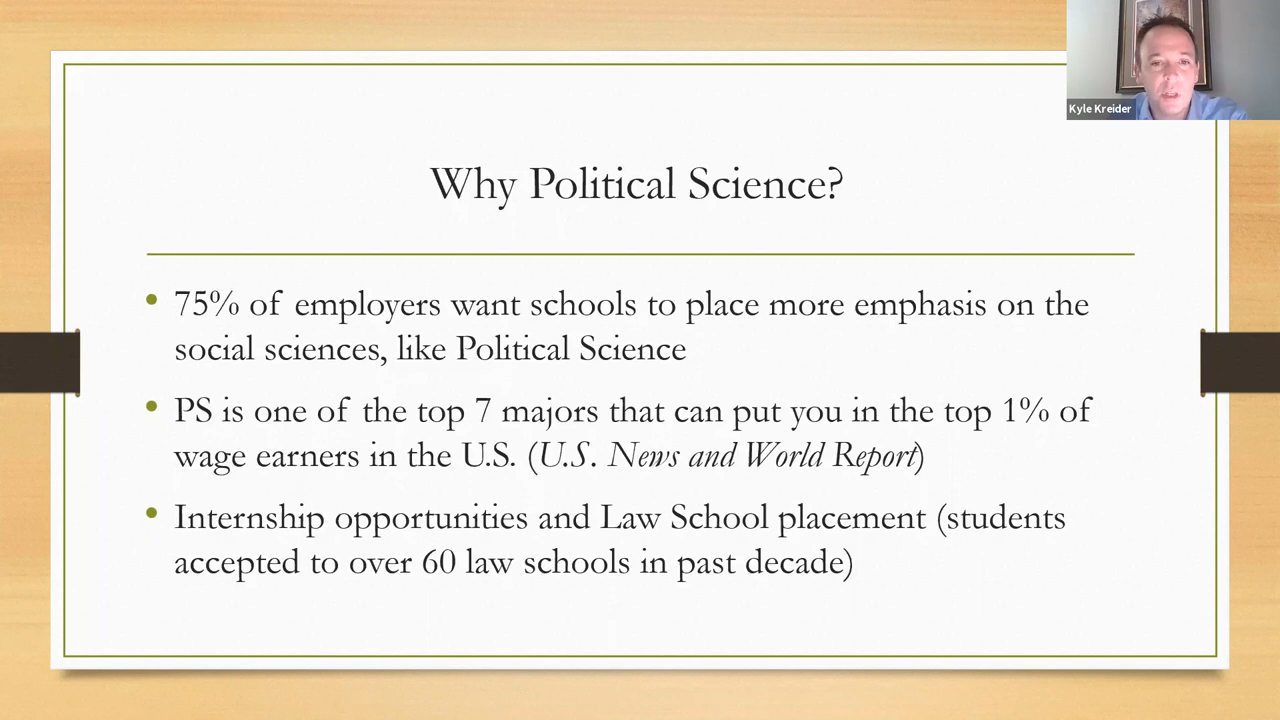 Kyle Kreider
Why Political Science?
• 75% of employers want schools to place more emphasis on the
social sciences, like Political Science
• PS is one of the top 7 majors that can put you in the top 1% of
wage earners in the U.S. (U.S. News and World Report)
• Internship opportunities and Law School placement (students
accepted to over 60 law schools in past decade)